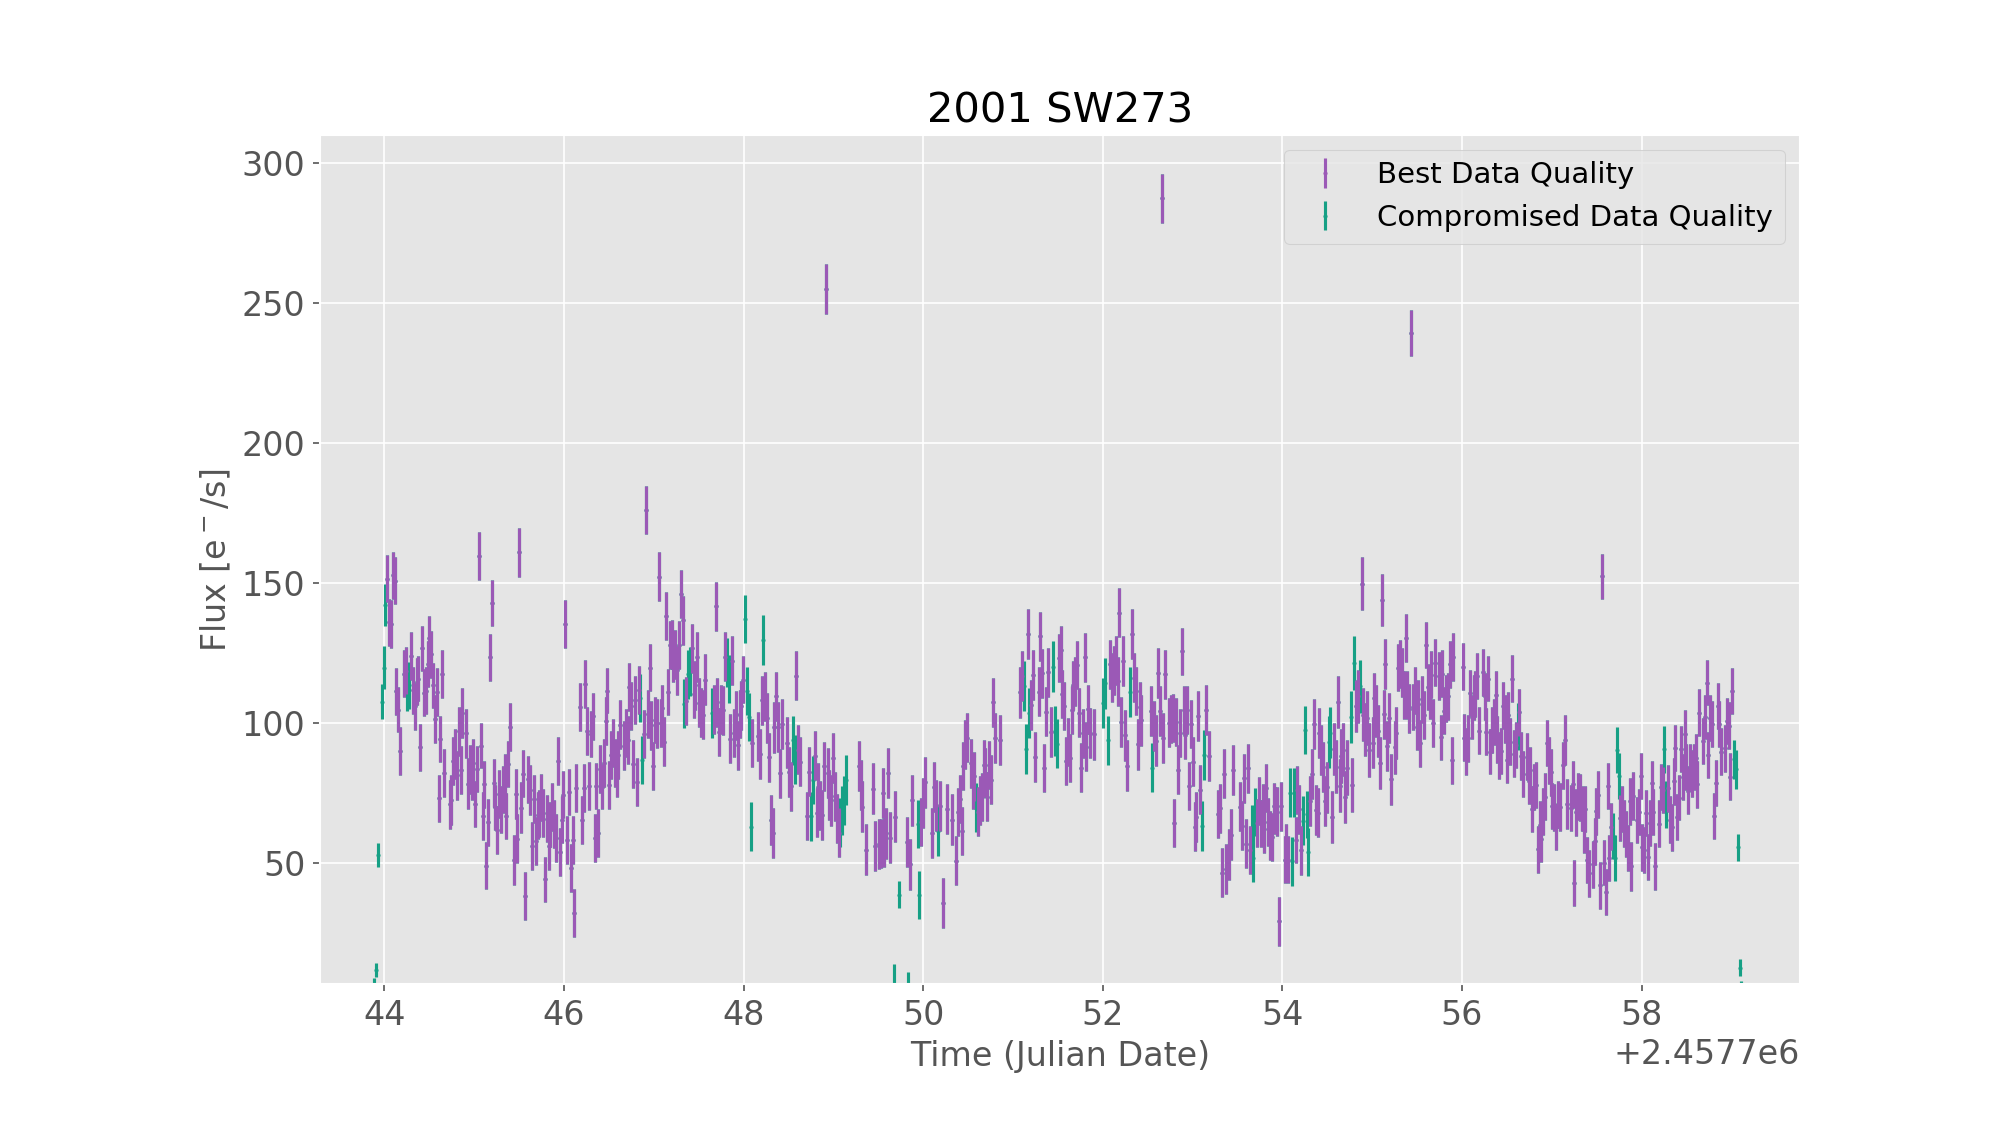 2001 SW273
300
250
200
150
100
50
Flux [e⁻/s]
Best Data Quality
Compromised Data Quality
44 46 48 50 52 54 56 58
Time (Julian Date)
+2.4577e6